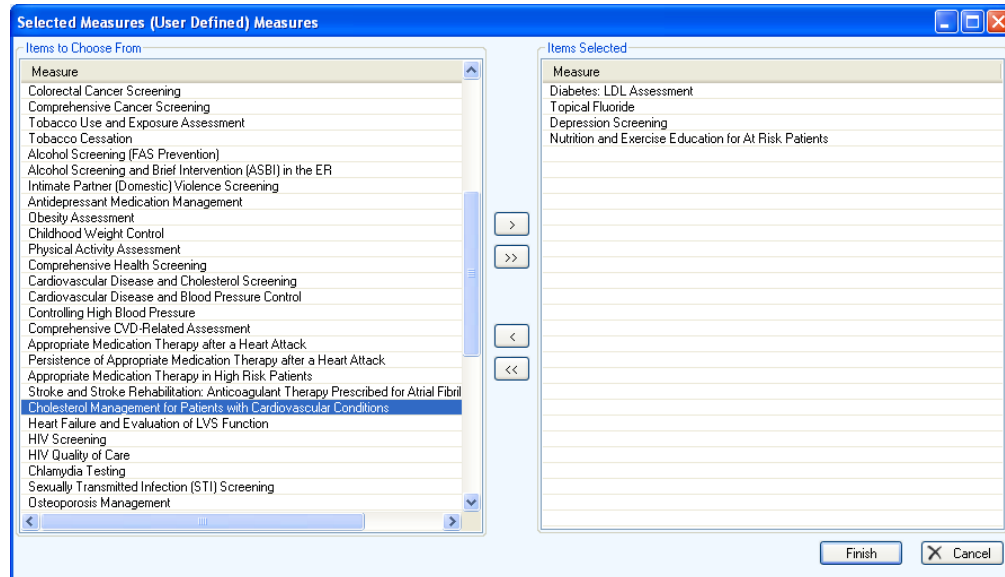 Selected Measures (User Defined) Measures
Items to Choose From
Measure
Colorectal Cancer Screening
Comprehensive Cancer Screening
Tobacco Use and Exposure Assessment
Tobacco Cessation
Alcohol Screening (FAS Prevention)
Alcohol Screening and Brief Intervention (ASBI) in the ER
Intimate Partner (Domestic) Violence Screening
Antidepressant Medication Management
Obesity Assessment
Childhood Weight Control
Physical Activity Assessment
Comprehensive Health Screening
Cardiovascular Disease and Cholesterol Screening
Cardiovascular Disease and Blood Pressure Control
Controlling High Blood Pressure
Comprehensive CVD-Related Assessment
Appropriate Medication Therapy after a Heart Attack
Persistence of Appropriate Medication Therapy after a Heart Attack
Appropriate Medication Therapy in High Risk Patients
Stroke and Stroke Rehabilitation: Anticoagulant Therapy Prescribed for Atrial Fibril
Cholesterol Management for Patients with Cardiovascular Conditions
Heart Failure and Evaluation of LVS Function
HIV Screening
HIV Quality of Care
Chlamydia Testing
Sexually Transmitted Infection (STI) Screening
Osteoporosis Management
>
>>
<
<<
Items Selected
Measure
Diabetes: LDL Assessment
Topical Fluoride
Depression Screening
Nutrition and Exercise Education for At Risk Patients
Finish
Cancel